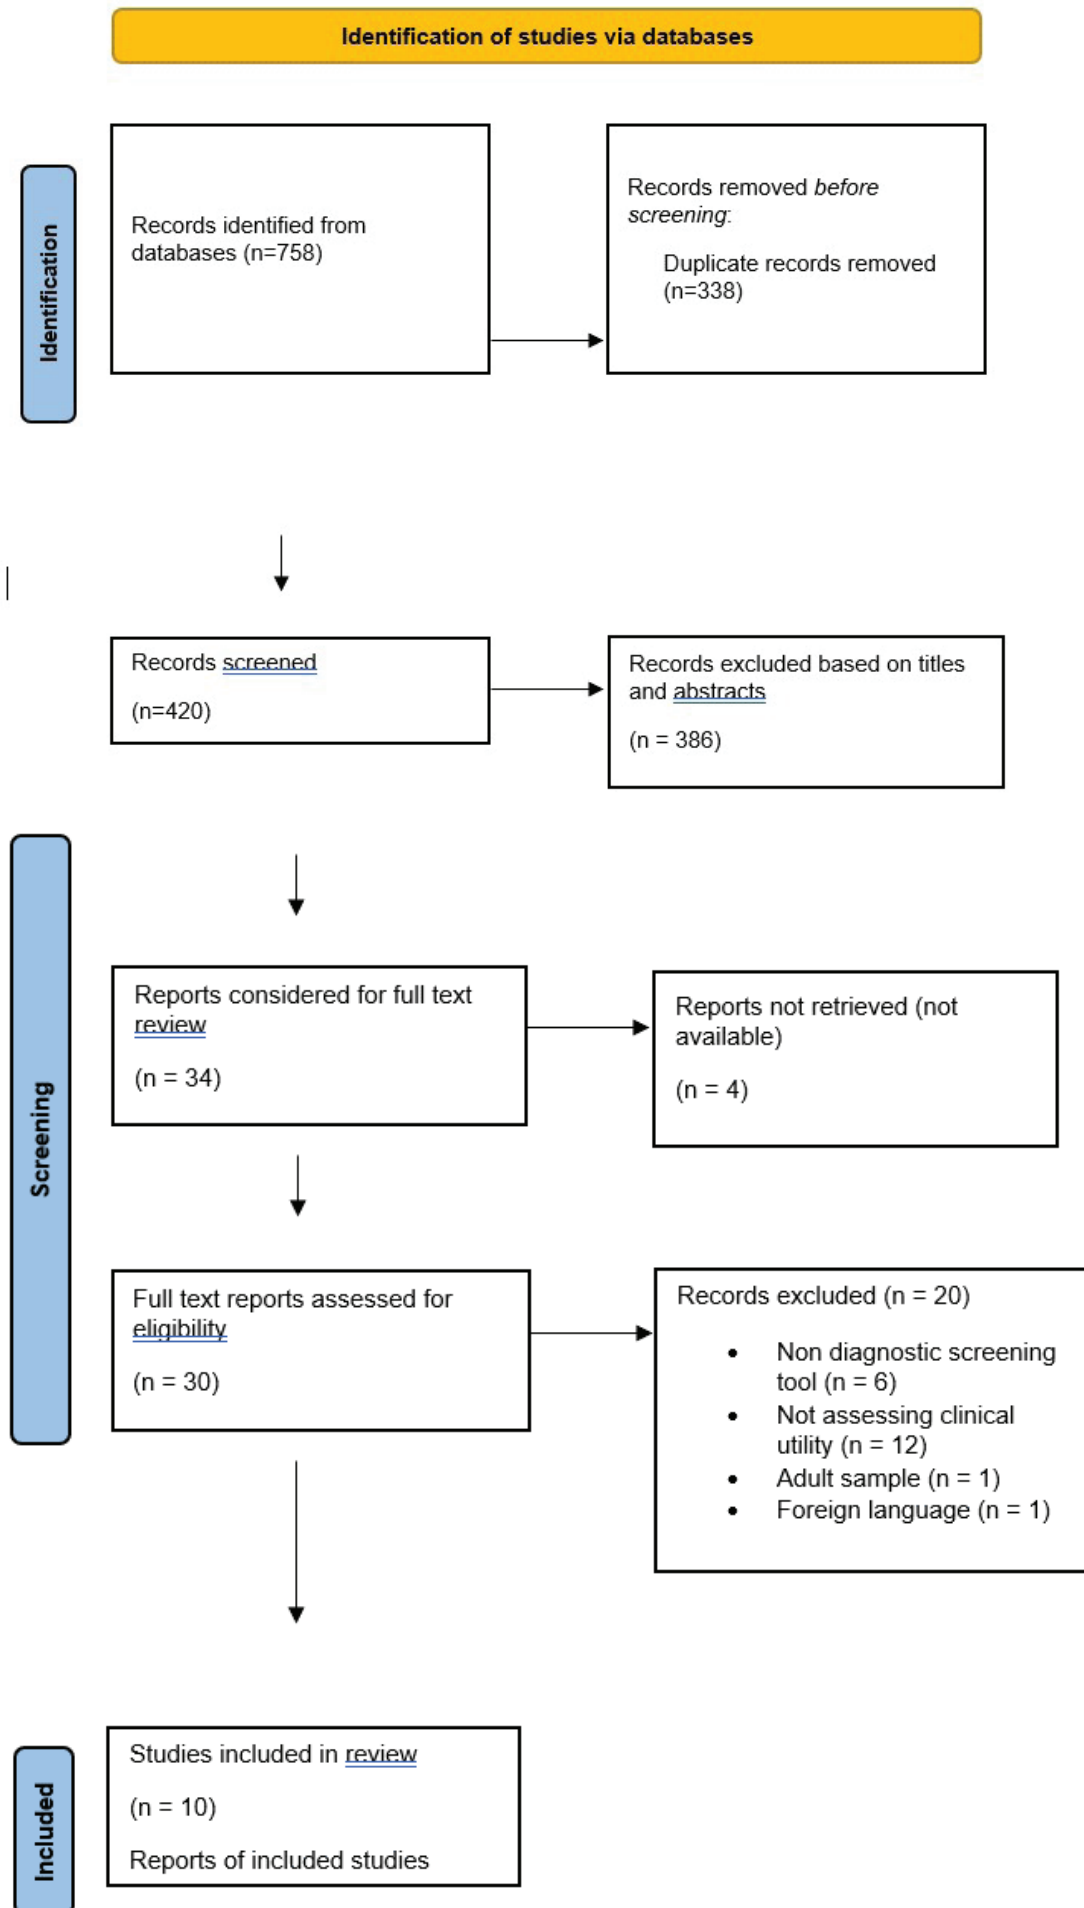 Identification of studies via databases
Identification
Records identified from
databases (n=758)
Records removed before
screening:
Duplicate records removed
(n=338)
Records screened
(n=420)
Records excluded based on titles
and abstracts
(n = 386)
Screening
Reports considered for full text
review
(n = 34)
Reports not retrieved (not
available)
(n = 4)
Full text reports assessed for
eligibility
(n = 30)
Records excluded (n = 20)
• Non diagnostic screening
tool (n = 6)
• Not assessing clinical
utility (n = 12)
• Adult sample (n = 1)
• Foreign language (n = 1)
Included
Studies included in review
(n = 10)
Reports of included studies